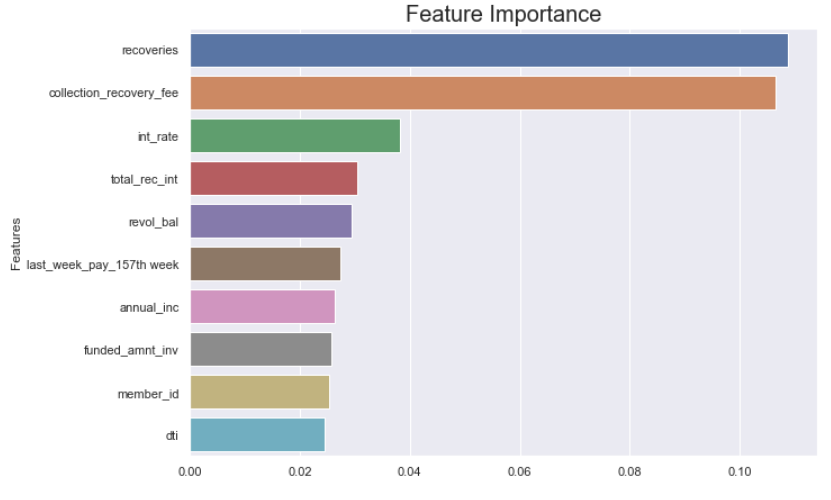 Feature Importance
recoveries
collection_recovery_fee
int_rate
total_rec_int
revol_bal
last_week_pay_157th week
annual_inc
funded_amnt_inv
member_id
dti
Features
0.00 0.02 0.04 0.06 0.08 0.10